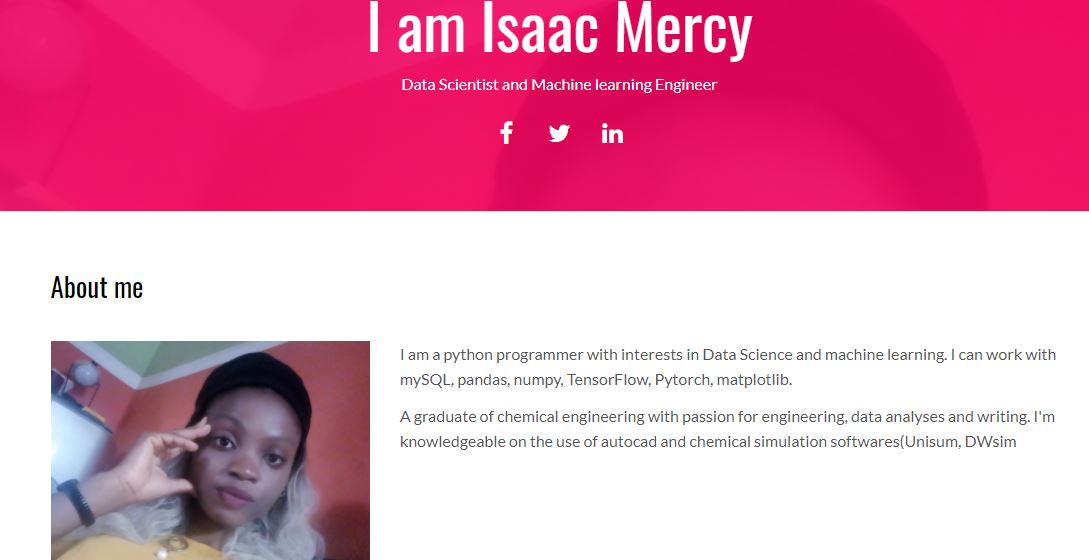 I am Isaac Mercy
Data Scientist and Machine learning Engineer
About me
I am a python programmer with interests in Data Science and machine learning. I can work with
mySQL, pandas, numpy, TensorFlow, Pytorch, matplotlib.
A graduate of chemical engineering with passion for engineering, data analyses and writing. I'm
knowledgeable on the use of autocad and chemical simulation softwares(Unisum, DWsim